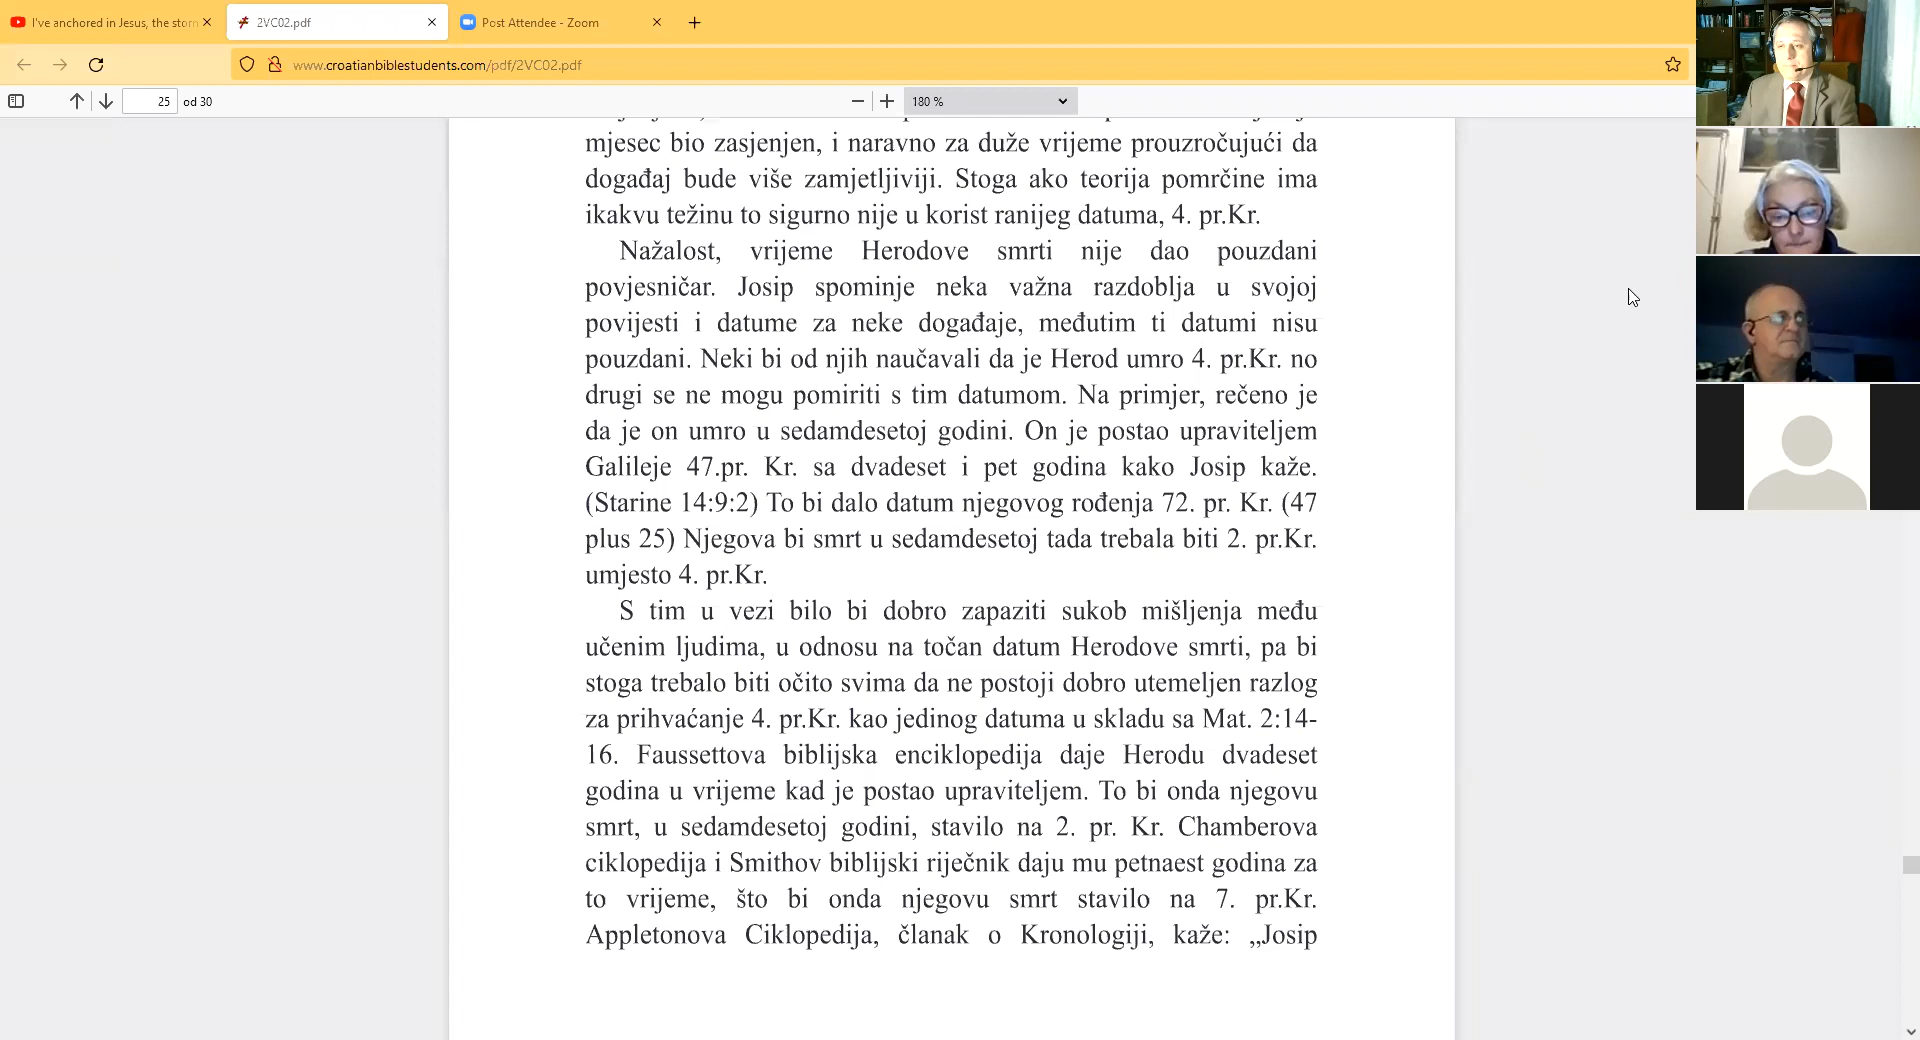 I've anchored in Jesus, the storm
2VC02.pdf
Post Attendee - Zoom
www.croatianbiblestudents.com/pdf/2VC02.pdf
25 od 30
180 %
mjesec bio zasjenjen, i naravno za duže vrijeme prouzročujući da
događaj bude više zamjetljiviji. Stoga ako teorija pomrčine ima
ikakvu težinu to sigurno nije u korist ranijeg datuma, 4. pr.Kr.
Nažalost, vrijeme Herodove smrti nije dao pouzdani
povjesničar. Josip spominje neka važna razdoblja u svojoj
povijesti i datume za neke događaje, međutim ti datumi nisu
pouzdani. Neki bi od njih naučavali da je Herod umro 4. pr.Kr. no
drugi se ne mogu pomiriti s tim datumom. Na primjer, rečeno je
da je on umro u sedamdesetoj godini. On je postao upraviteljem
Galileje 47.pr. Kr. sa dvadeset i pet godina kako Josip kaže.
(Starine 14:9:2) To bi dalo datum njegovog rođenja 72. pr. Kr. (47
plus 25) Njegova bi smrt u sedamdesetoj tada trebala biti 2. pr.Kr.
umjesto 4. pr.Kr.
S tim u vezi bilo bi dobro zapaziti sukob mišljenja među
učenim ljudima, u odnosu na točan datum Herodove smrti, pa bi
stoga trebalo biti očito svima da ne postoji dobro utemeljen razlog
za prihvaćanje 4. pr.Kr. kao jedinog datuma u skladu sa Mat. 2:14-
16. Faussettova biblijska enciklopedija daje Herodu dvadeset
godina u vrijeme kad je postao upraviteljem. To bi onda njegovu
smrt, u sedamdesetoj godini, stavilo na 2. pr. Kr. Chamberova
ciklopedija i Smithov biblijski riječnik daju mu petnaest godina za
to vrijeme, što bi onda njegovu smrt stavilo na 7. pr.Kr.
Appletonova Ciklopedija, članak o Kronologiji, kaže: „Josip